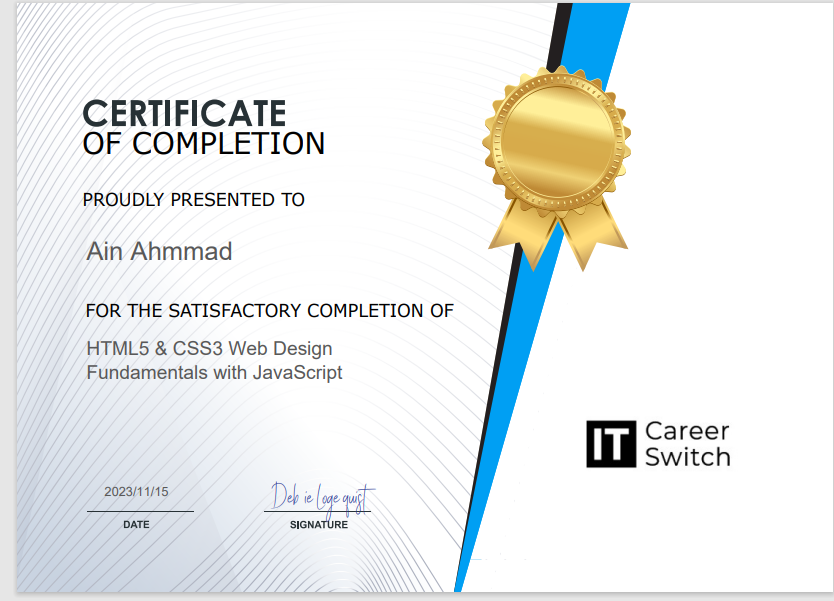 CERTIFICATE
OF COMPLETION
PROUDLY PRESENTED TO
Ain Ahmmad
FOR THE SATISFACTORY COMPLETION OF
HTML5 & CSS3 Web Design
Fundamentals with JavaScript
2023/11/15
DATE
Deb ie Loge quist
SIGNATURE
IT Career
Switch